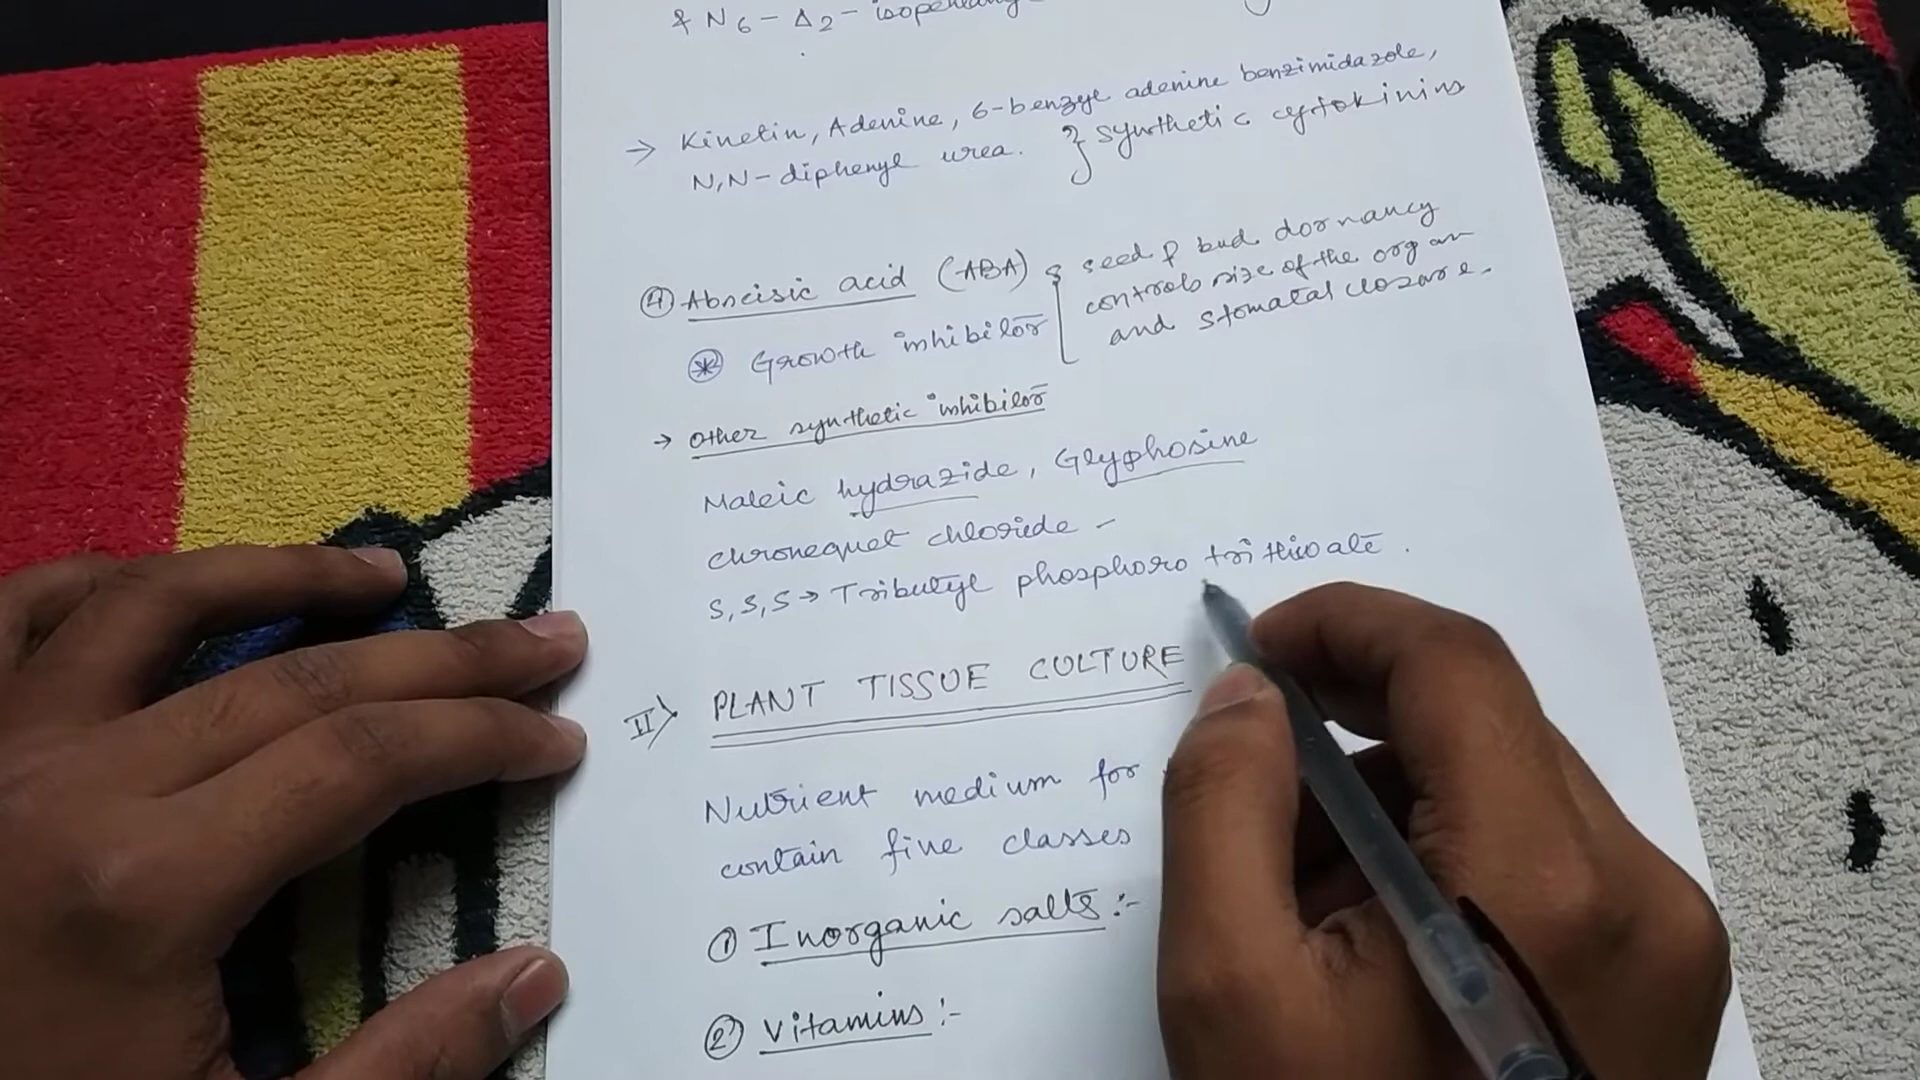 & N6-Δ2-isopentany
→ Kinetin, Adenine, 6-benzyl adenine benzimidazole,
N,N-diphenyl urea. } synthetic cytokinins
④ Abscisic acid (ABA) seed & bud dormancy
controls size of the organ
and stomatal closure.
* Growth inhibitor
→ Other synthetic inhibitor
Maleic hydrazide, Glyphosine
chromequet chloride -
S,S,S → Tributyl phosphoro trithioate.
II) PLANT TISSUE CULTURE
Nutrient medium for
contain five classes
① Inorganic salts:-
② Vitamins:-